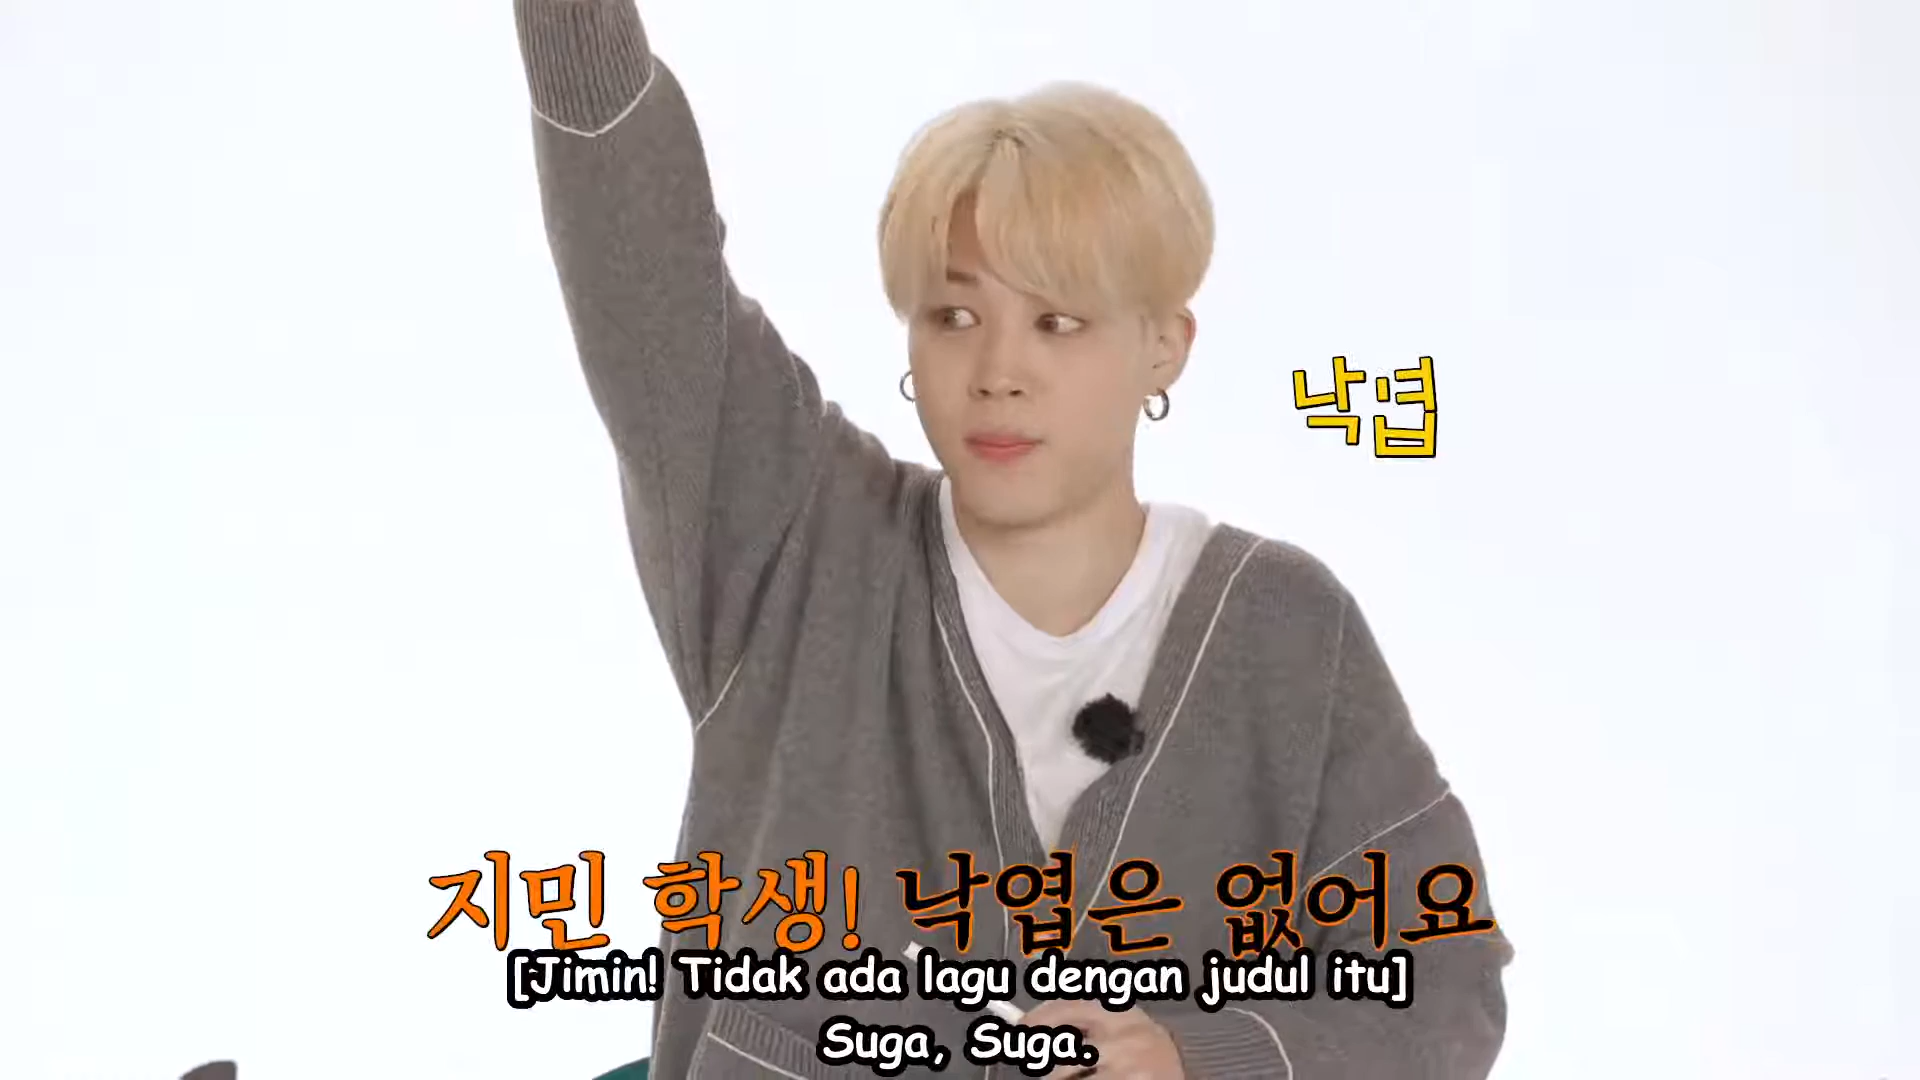 낙엽
지민 학생! 낙엽은 없어요
[Jimin! Tidak ada lagu dengan judul itu]
Suga, Suga.